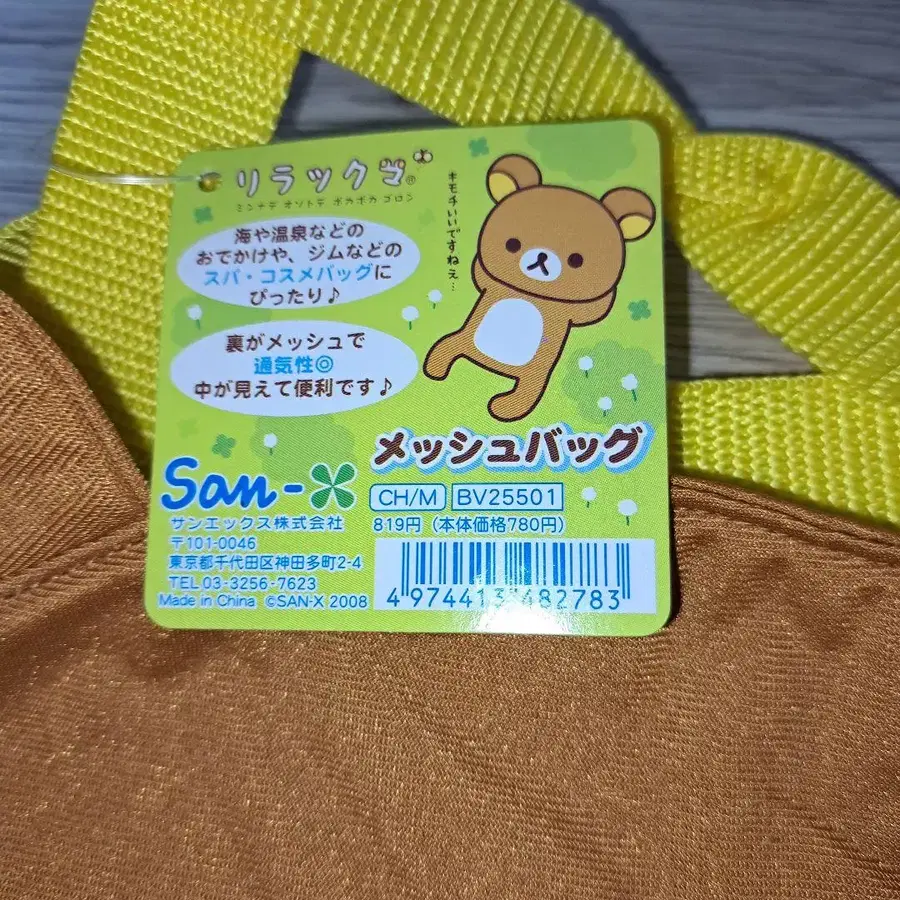 リラックマ®
ミンナデ オソトデ ポカポカ ゴロン
キモチいいですねえ…
海や温泉などの
おでかけや、ジムなどの
スパ・コスメバッグに
ぴったり♪
裏がメッシュで
通気性◎
中が見えて便利です♪
メッシュバッグ
San-X
CH/M BV25501
サンエックス株式会社
819円（本体価格780円）
〒101-0046
東京都千代田区神田多町2-4
TEL 03-3256-7623
Made in China ©SAN-X 2008
4974413482783